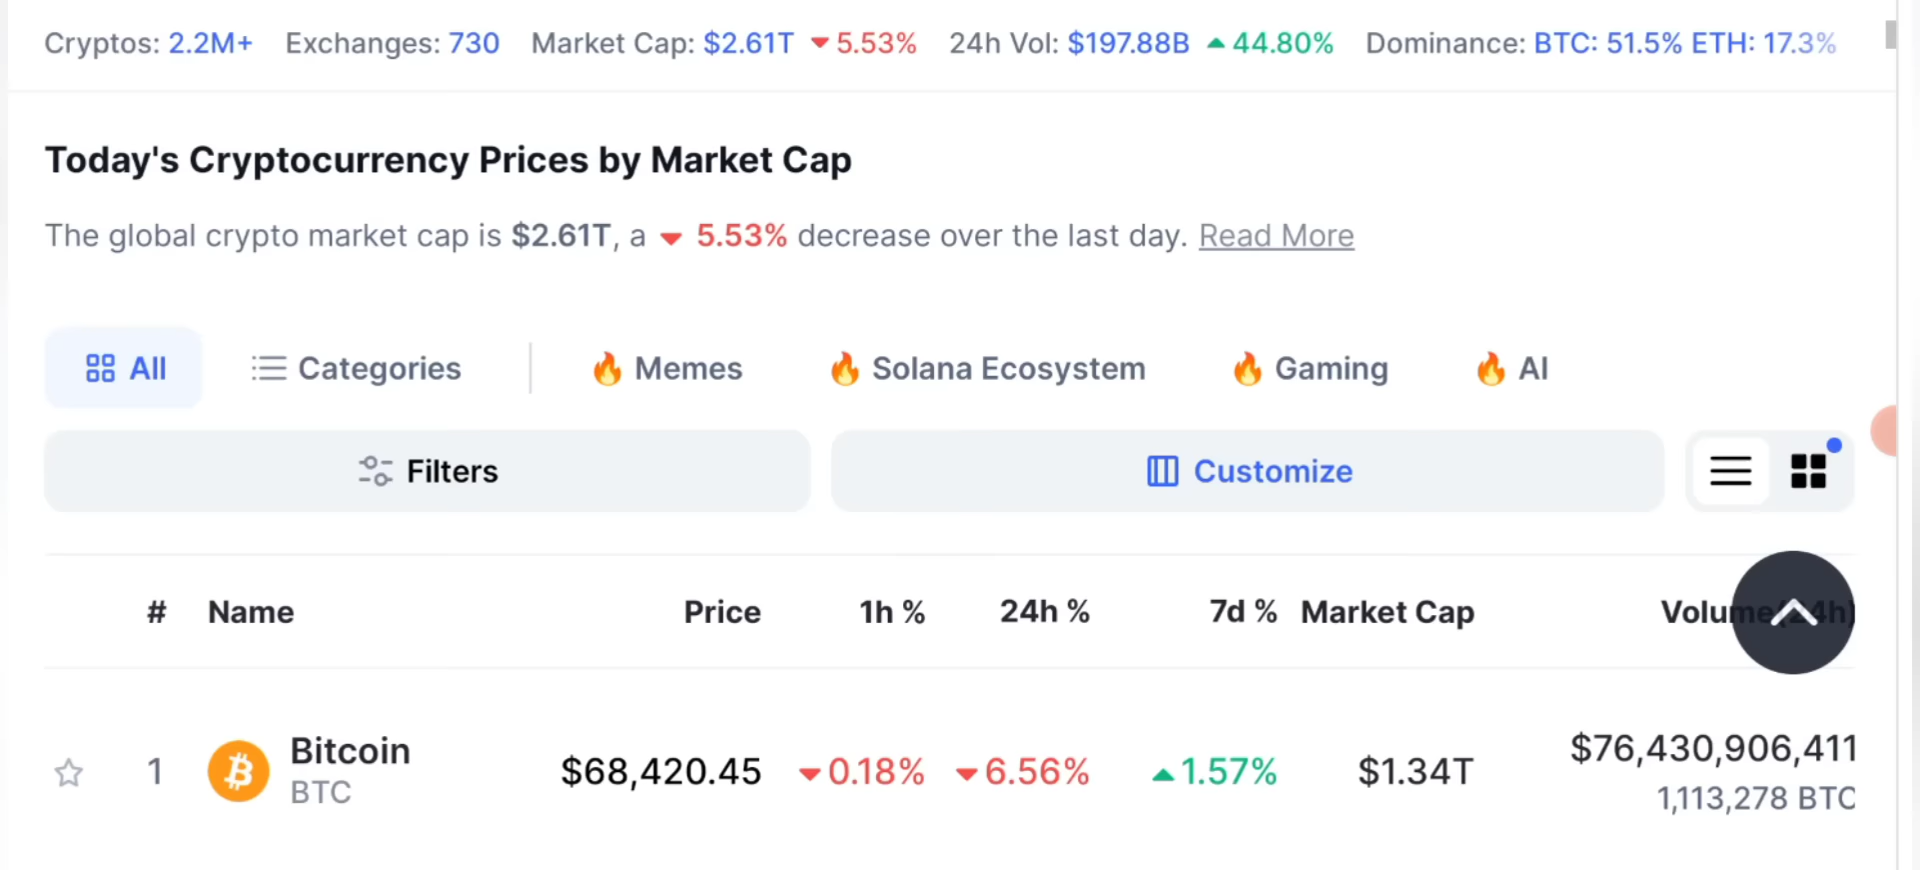 Cryptos: 2.2M+ Exchanges: 730 Market Cap: $2.61T 5.53% 24h Vol: $197.88B 44.80% Dominance: BTC: 51.5% ETH: 17.3%
Today's Cryptocurrency Prices by Market Cap
The global crypto market cap is $2.61T, a 5.53% decrease over the last day. Read More
All Categories Memes Solana Ecosystem Gaming AI
Filters Customize
# Name Price 1h % 24h % 7d % Market Cap Volume(24h)
1 Bitcoin BTC $68,420.45 0.18% 6.56% 1.57% $1.34T $76,430,906,411
1,113,278 BTC